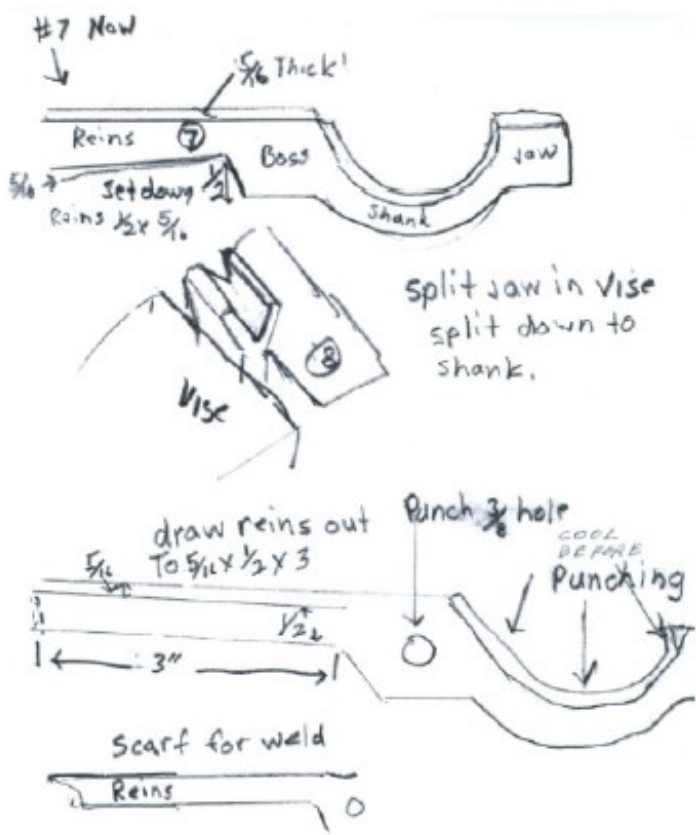 #7 Now
5/16 Thick
Reins
7
Boss
Jaw
5/16
set down 1/2
Reins 1/2 x 5/16
Shank
split jaw in vise
split down to
shank.
8
Vise
draw reins out
To 5/16 x 1/2 x 3
Punch 3/8 hole
COOL
BEFORE
Punching
5/16
1/2
3"
scarf for weld
Reins